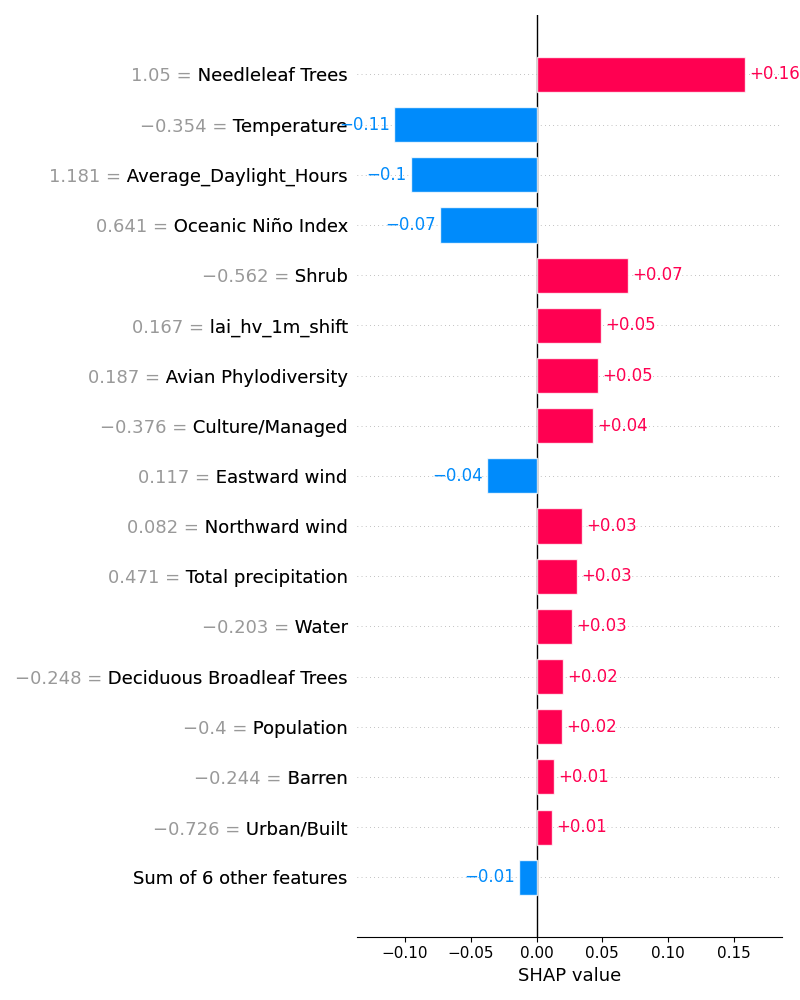 1.05 = Needleleaf Trees +0.16
−0.354 = Temperature −0.11
1.181 = Average_Daylight_Hours −0.1
0.641 = Oceanic Niño Index −0.07
−0.562 = Shrub +0.07
0.167 = lai_hv_1m_shift +0.05
0.187 = Avian Phylodiversity +0.05
−0.376 = Culture/Managed +0.04
0.117 = Eastward wind −0.04
0.082 = Northward wind +0.03
0.471 = Total precipitation +0.03
−0.203 = Water +0.03
−0.248 = Deciduous Broadleaf Trees +0.02
−0.4 = Population +0.02
−0.244 = Barren +0.01
−0.726 = Urban/Built +0.01
Sum of 6 other features −0.01
−0.10 −0.05 0.00 0.05 0.10 0.15
SHAP value